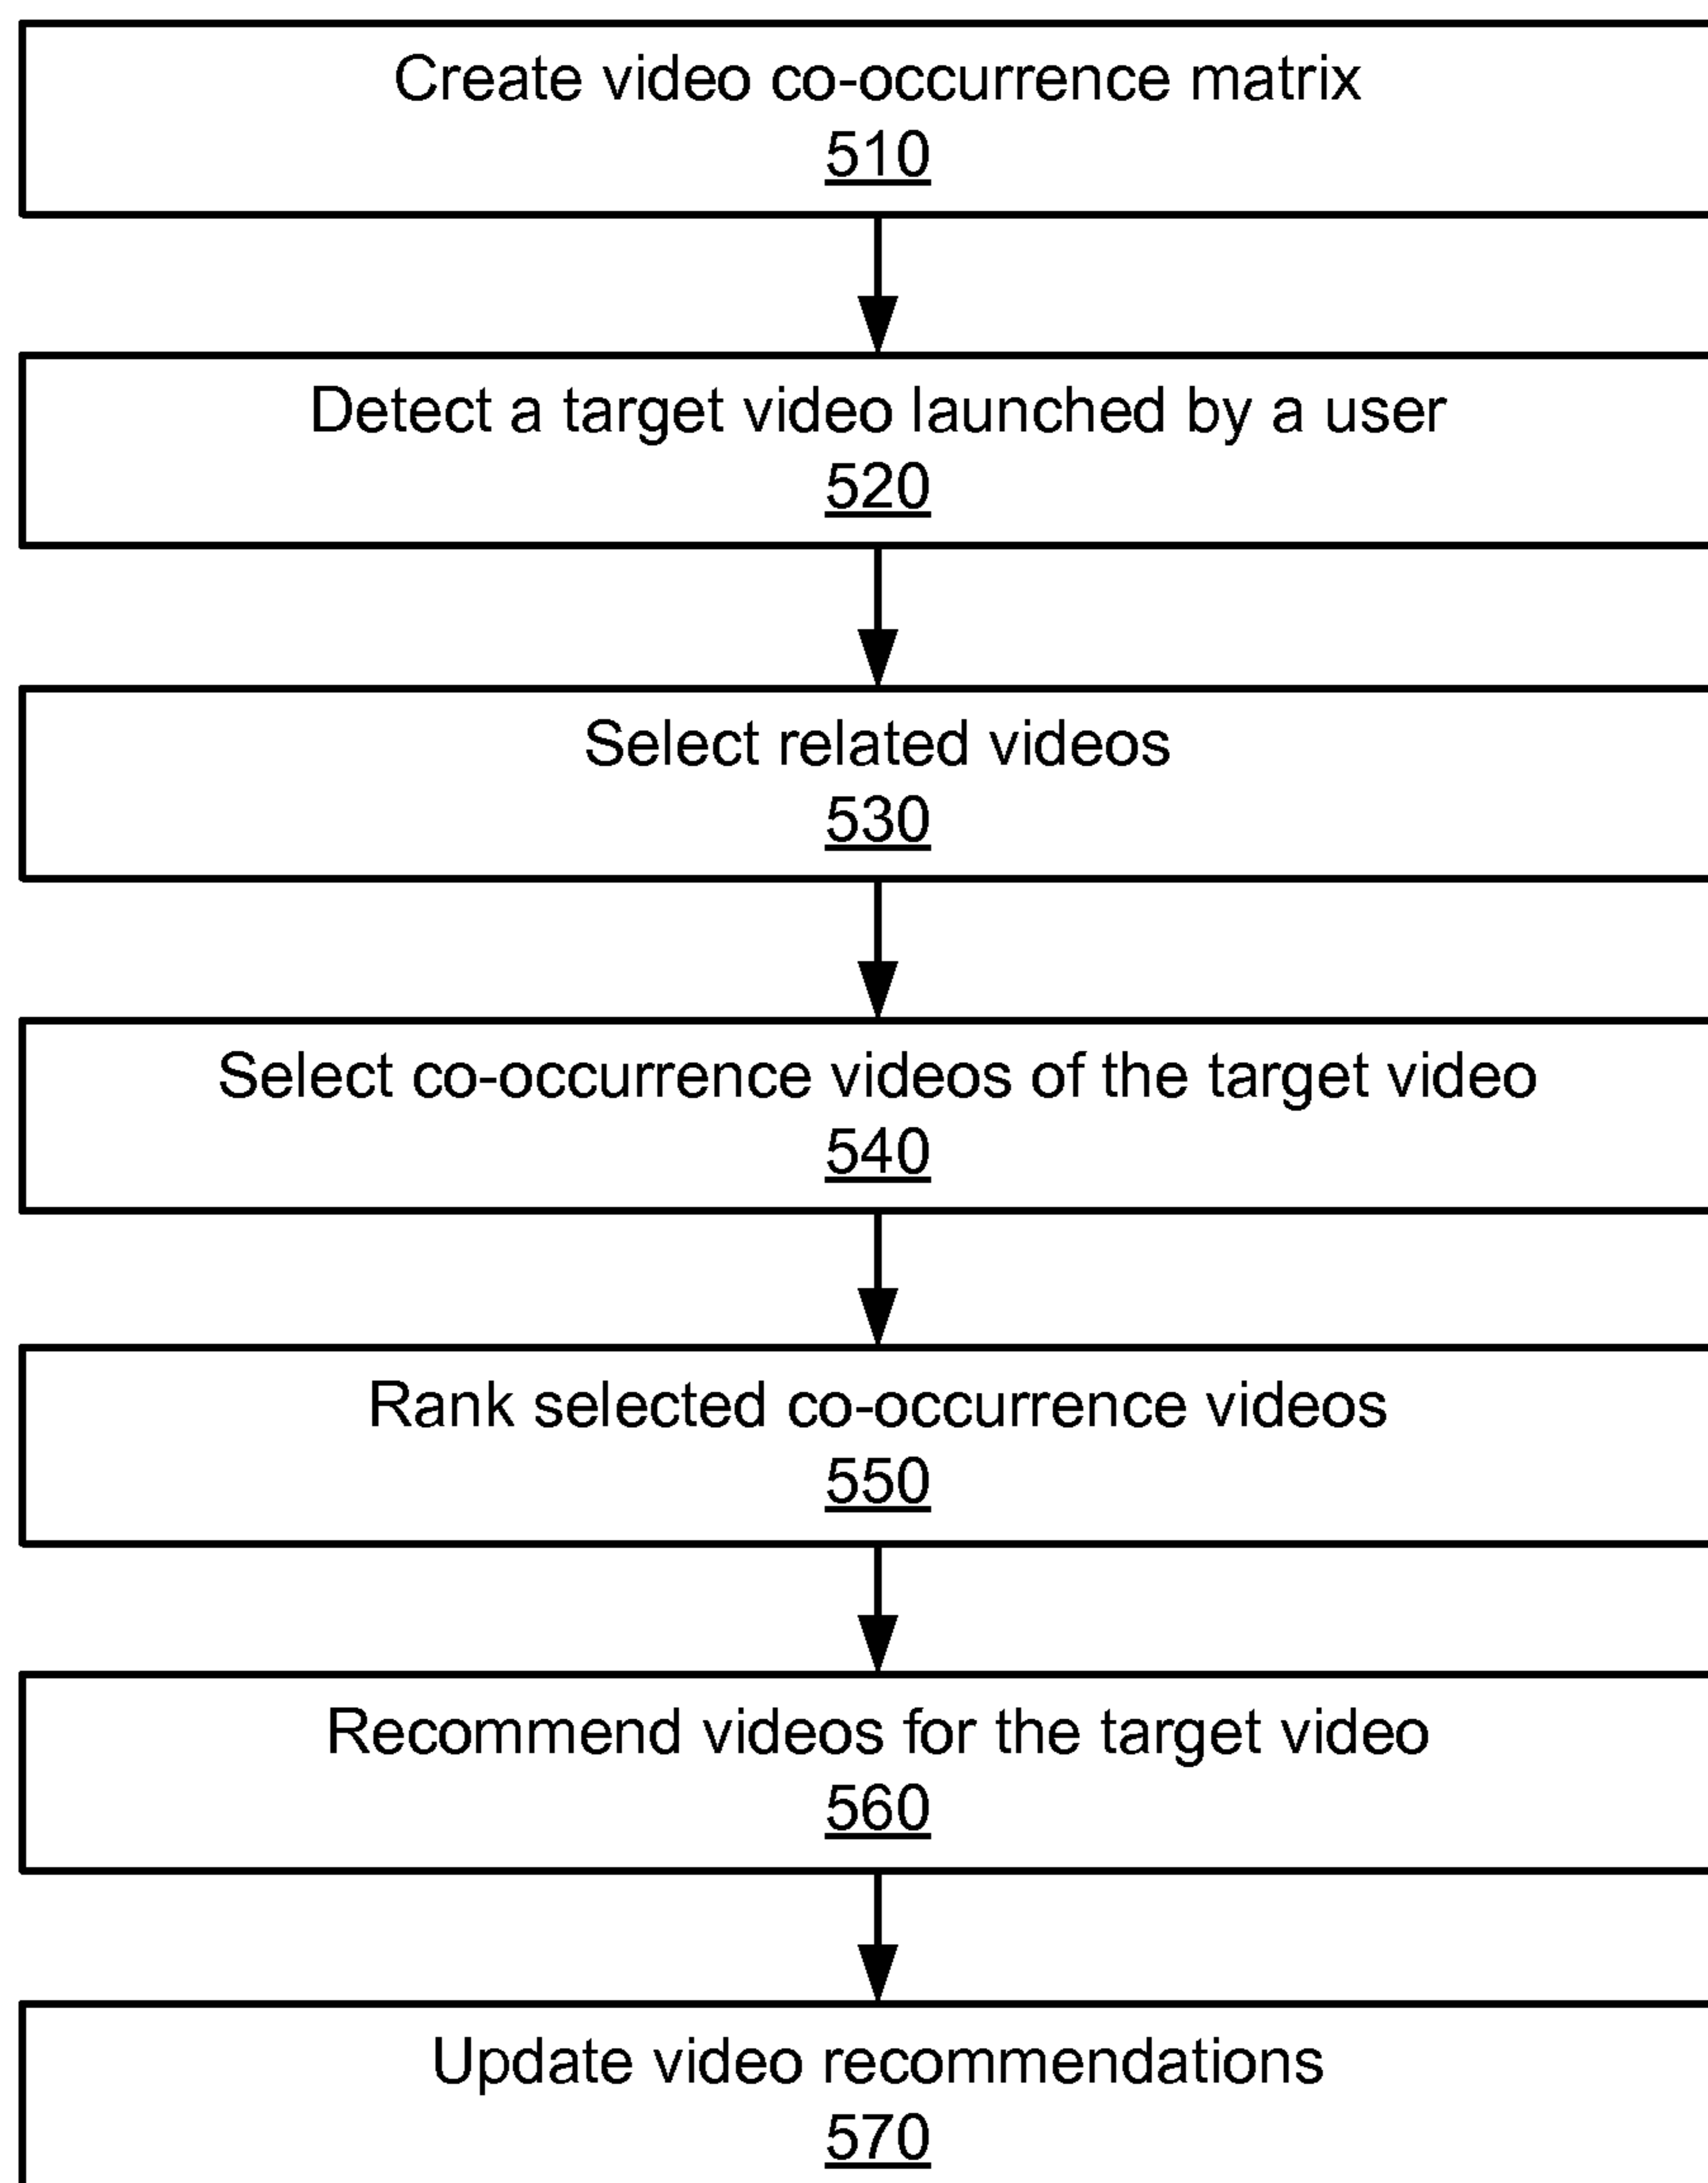 Create video co-occurrence matrix
510
Detect a target video launched by a user
520
Select related videos
530
Select co-occurrence videos of the target video
540
Rank selected co-occurrence videos
550
Recommend videos for the target video
560
Update video recommendations
570